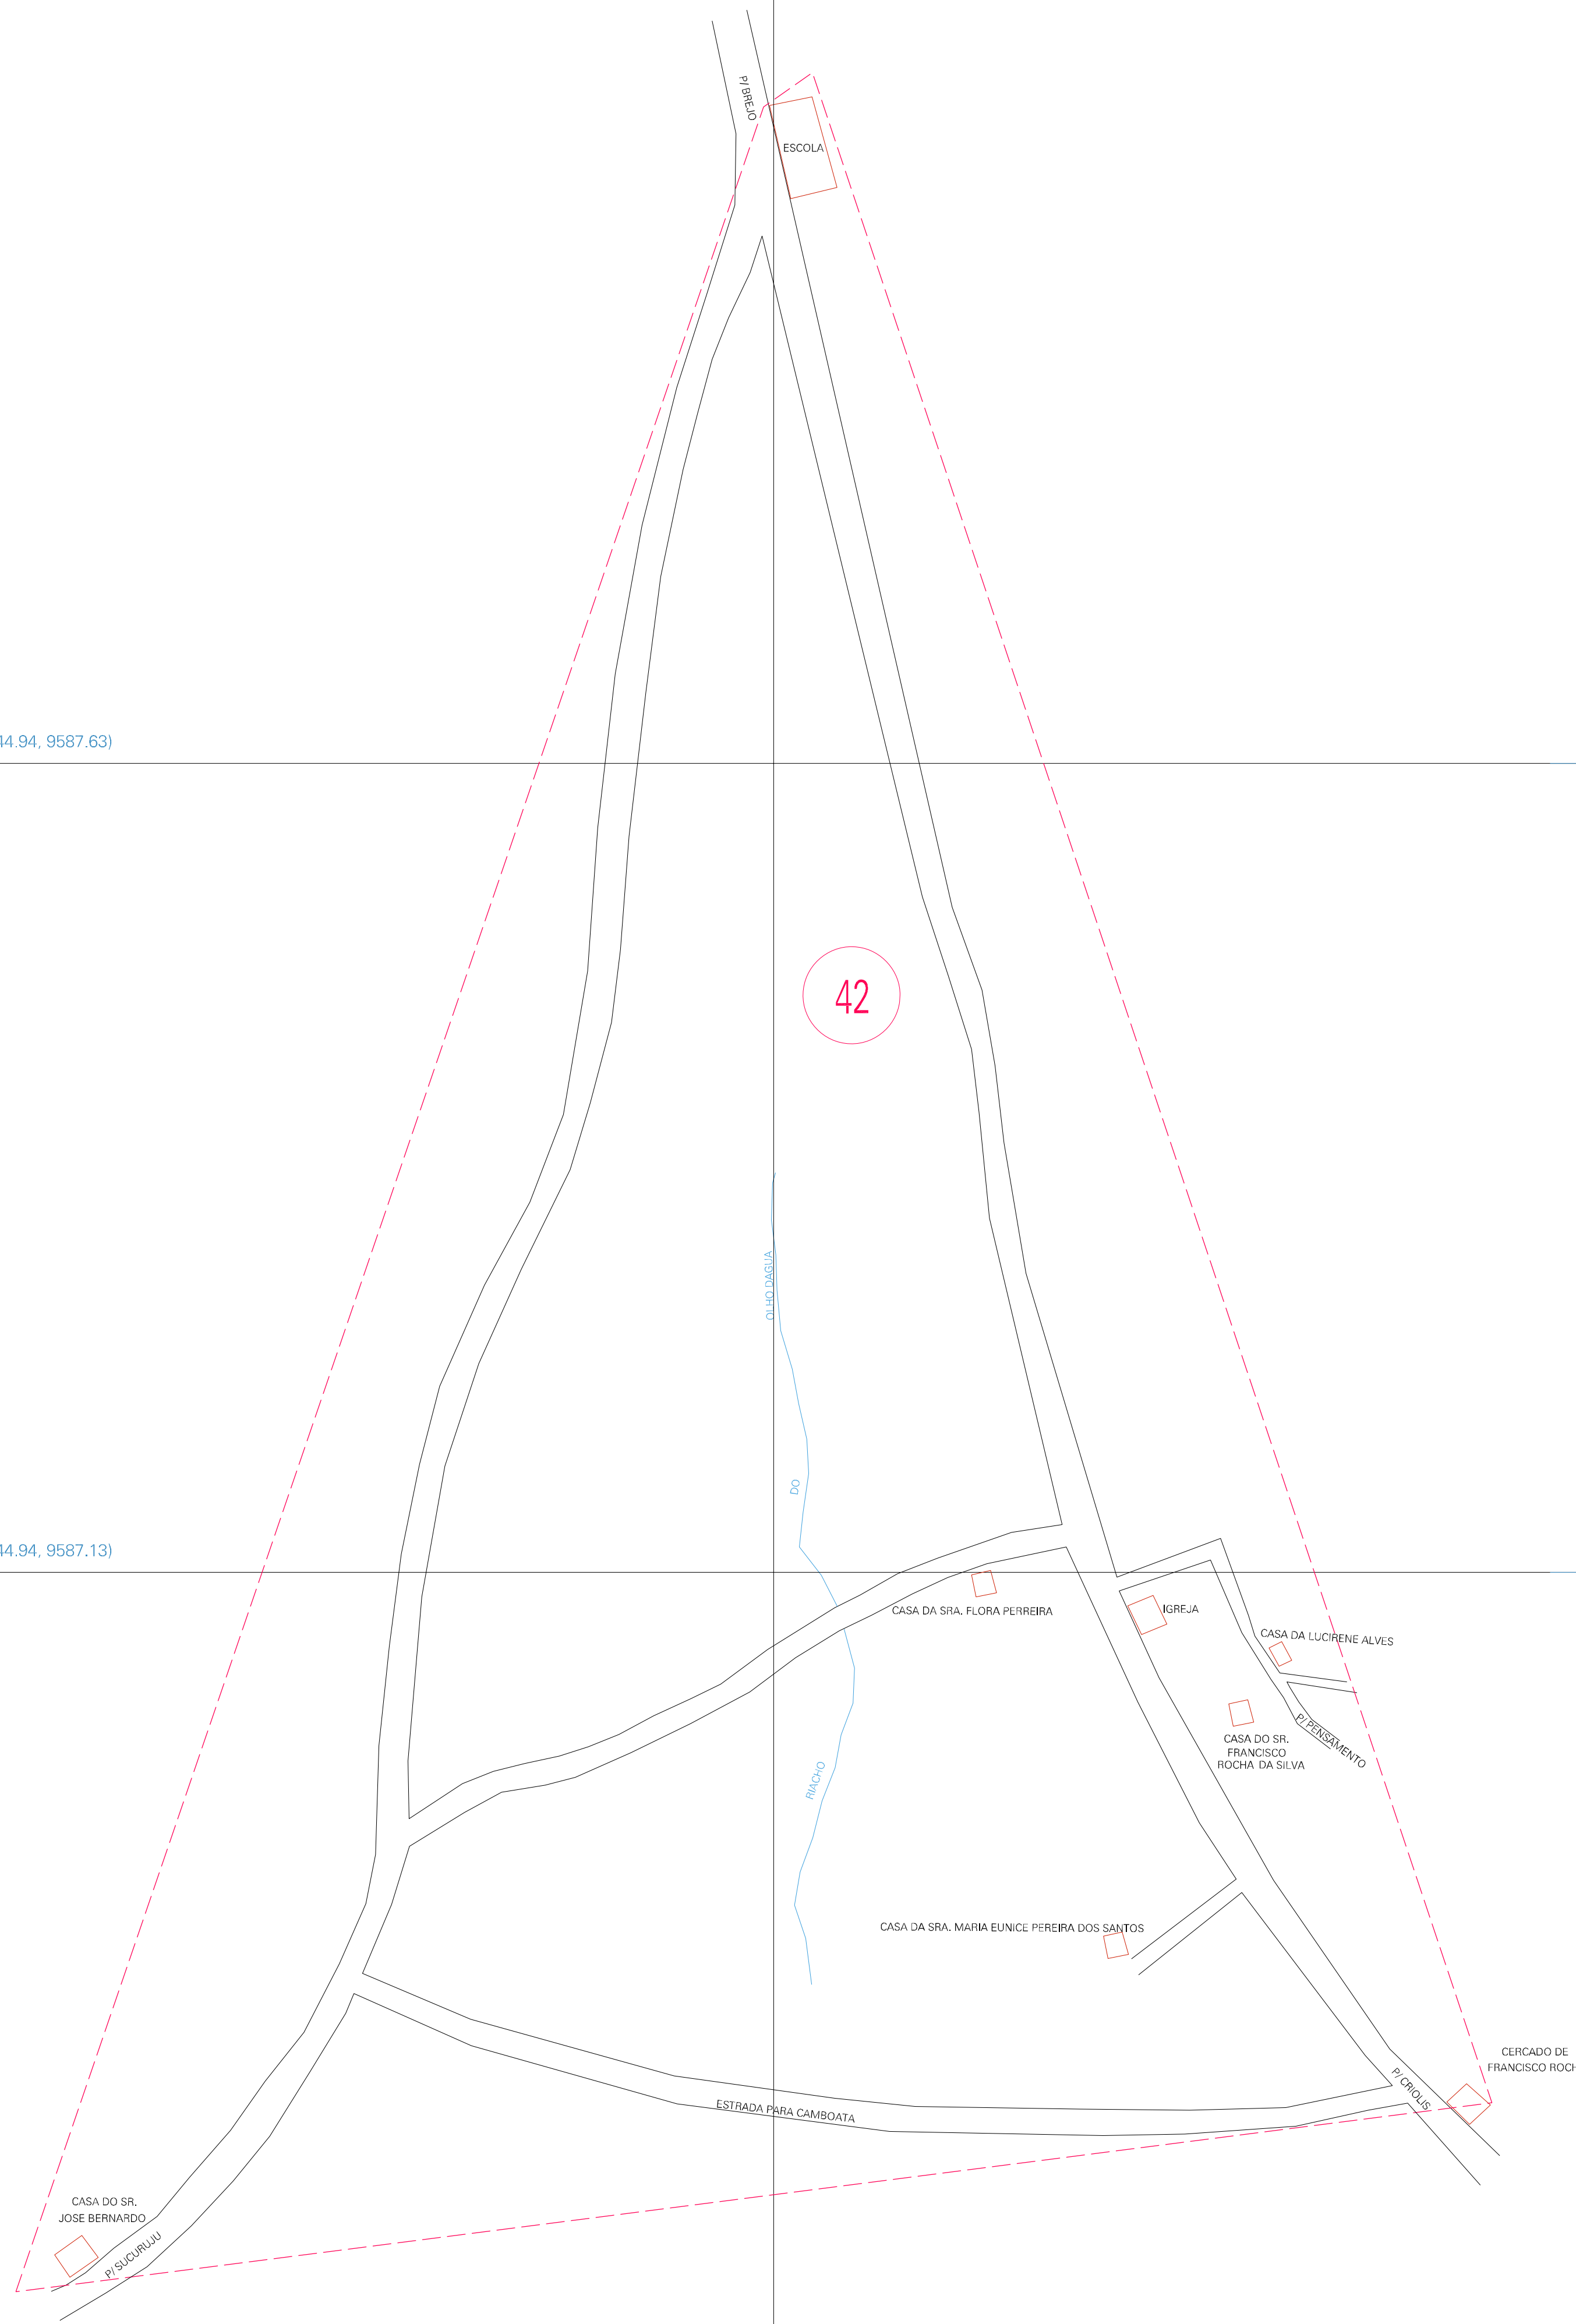 P/ BREJO
ESCOLA
44.94, 9587.63)
42
OLHO DAGUA
DO
44.94, 9587.13)
CASA DA SRA. FLORA PERREIRA
IGREJA
CASA DA LUCIRENE ALVES
P/ PENSAMENTO
CASA DO SR.
FRANCISCO
ROCHA DA SILVA
RIACHO
CASA DA SRA. MARIA EUNICE PEREIRA DOS SANTOS
CERCADO DE
FRANCISCO ROCH
P/ CRIOLIS
ESTRADA PARA CAMBOATA
CASA DO SR.
JOSE BERNARDO
P/ SUCURUJU